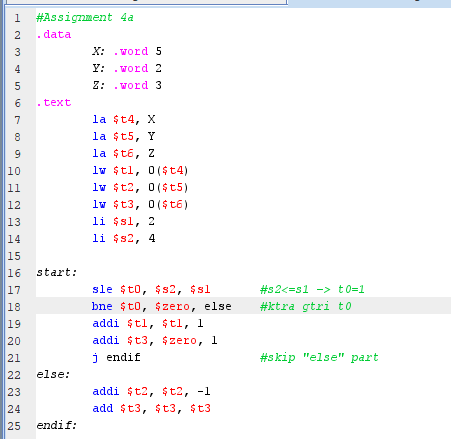 1 #Assignment 4a
2 .data
3 X: .word 5
4 Y: .word 2
5 Z: .word 3
6 .text
7 la $t4, X
8 la $t5, Y
9 la $t6, Z
10 lw $t1, 0($t4)
11 lw $t2, 0($t5)
12 lw $t3, 0($t6)
13 li $s1, 2
14 li $s2, 4
15
16 start:
17 sle $t0, $s2, $s1 #s2<=s1 -> t0=1
18 bne $t0, $zero, else #ktra gtri t0
19 addi $t1, $t1, 1
20 addi $t3, $zero, 1
21 j endif #skip "else" part
22 else:
23 addi $t2, $t2, -1
24 add $t3, $t3, $t3
25 endif: